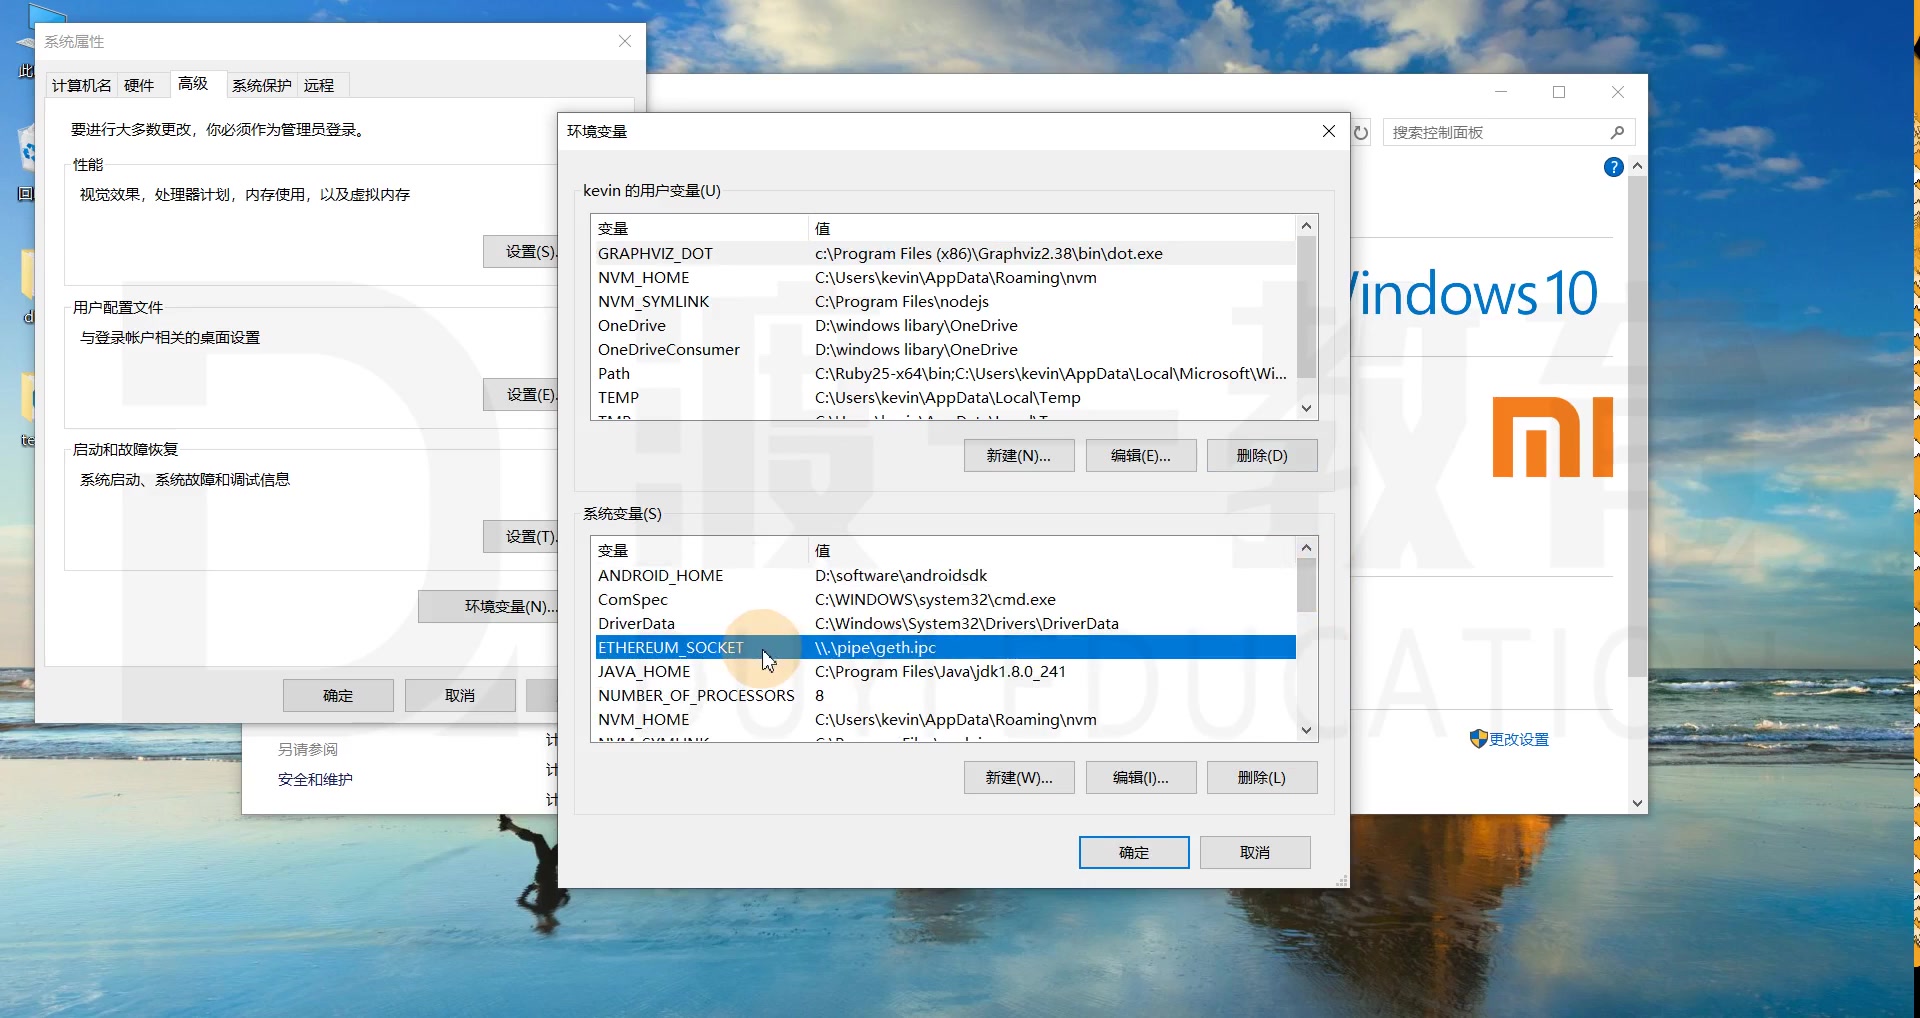 系统属性
计算机名
硬件
高级
系统保护
远程
要进行大多数更改，你必须作为管理员登录。
性能
视觉效果，处理器计划，内存使用，以及虚拟内存
设置(S)
用户配置文件
与登录帐户相关的桌面设置
设置(E)
启动和故障恢复
系统启动、系统故障和调试信息
设置(T)
环境变量(N)...
确定
取消
环境变量
kevin 的用户变量(U)
变量 值
GRAPHVIZ_DOT c:\Program Files (x86)\Graphviz2.38\bin\dot.exe
NVM_HOME C:\Users\kevin\AppData\Roaming\nvm
NVM_SYMLINK C:\Program Files\nodejs
OneDrive D:\windows libary\OneDrive
OneDriveConsumer D:\windows libary\OneDrive
Path C:\Ruby25-x64\bin;C:\Users\kevin\AppData\Local\Microsoft\Wi...
TEMP C:\Users\kevin\AppData\Local\Temp
新建(N)...
编辑(E)...
删除(D)
系统变量(S)
变量 值
ANDROID_HOME D:\software\androidsdk
ComSpec C:\WINDOWS\system32\cmd.exe
DriverData C:\Windows\System32\Drivers\DriverData
ETHEREUM_SOCKET \\.\pipe\geth.ipc
JAVA_HOME C:\Program Files\Java\jdk1.8.0_241
NUMBER_OF_PROCESSORS 8
NVM_HOME C:\Users\kevin\AppData\Roaming\nvm
新建(W)...
编辑(I)...
删除(L)
确定
取消
搜索控制面板
indows 10
更改设置
另请参阅
安全和维护
渡一教育
EDUCATION